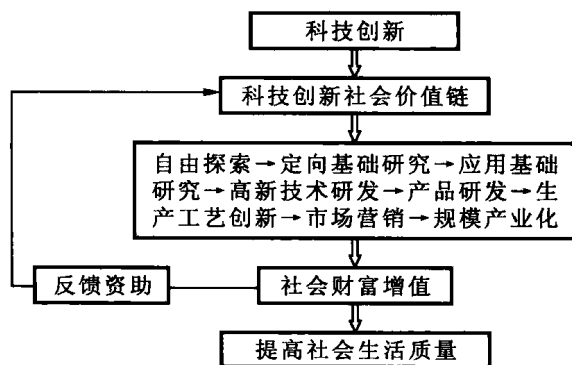 科技创新
科技创新社会价值链
自由探索→定向基础研究→应用基础
研究→高新技术研发→产品研发→生
产工艺创新→市场营销→规模产业化
反馈资助
社会财富增值
提高社会生活质量